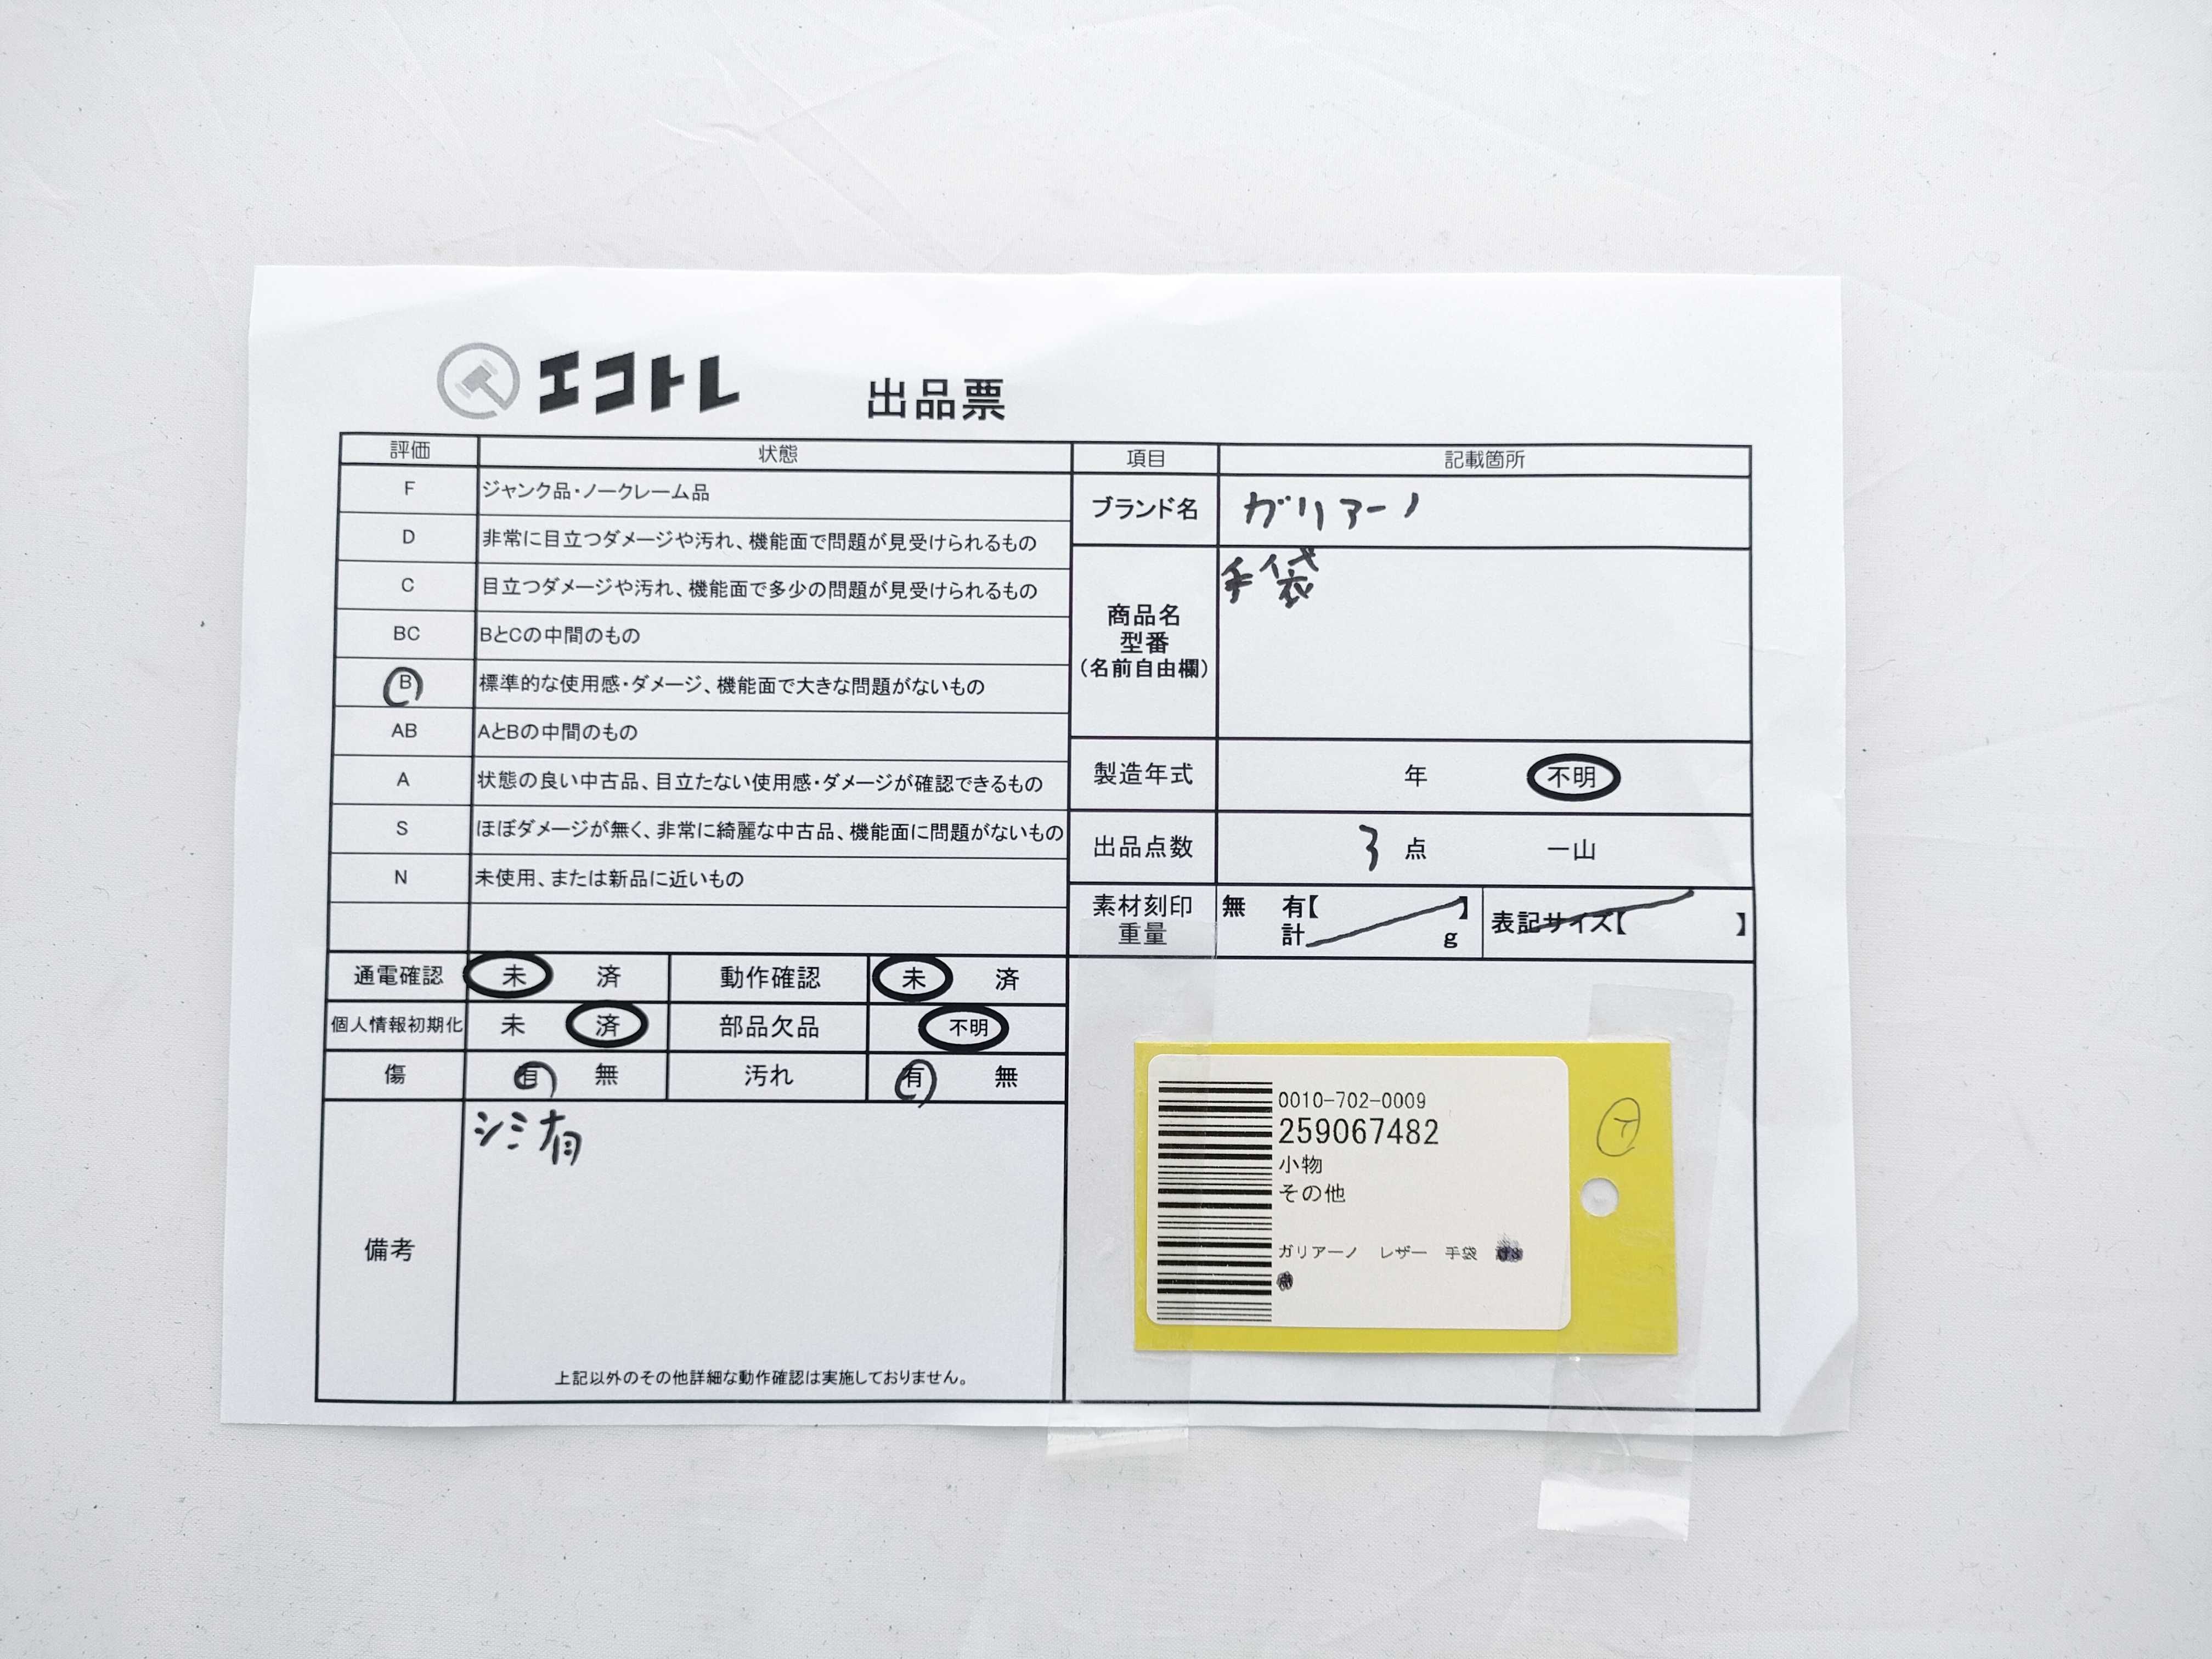 エコトレ 出品票
評価 状態 項目 記載箇所
F ジャンク品・ノークレーム品
D 非常に目立つダメージや汚れ、機能面で問題が見受けられるもの
C 目立つダメージや汚れ、機能面で多少の問題が見受けられるもの
BC BとCの中間のもの
B 標準的な使用感・ダメージ、機能面で大きな問題がないもの
AB AとBの中間のもの
A 状態の良い中古品、目立たない使用感・ダメージが確認できるもの
S ほぼダメージが無く、非常に綺麗な中古品、機能面に問題がないもの
N 未使用、または新品に近いもの
ブランド名 ガリアーノ
商品名 手袋
型番
(名前自由欄)
製造年式 年 不明
出品点数 3 点 一山
素材刻印 無 有【 】 表記サイズ【 】
重量 計 g
通電確認 未 済 動作確認 未 済
個人情報初期化 未 済 部品欠品 不明
傷 有 無 汚れ 有 無
備考 シミ有
上記以外のその他詳細な動作確認は実施しておりません。
0010-702-0009
259067482
小物
その他
ガリアーノ レザー 手袋